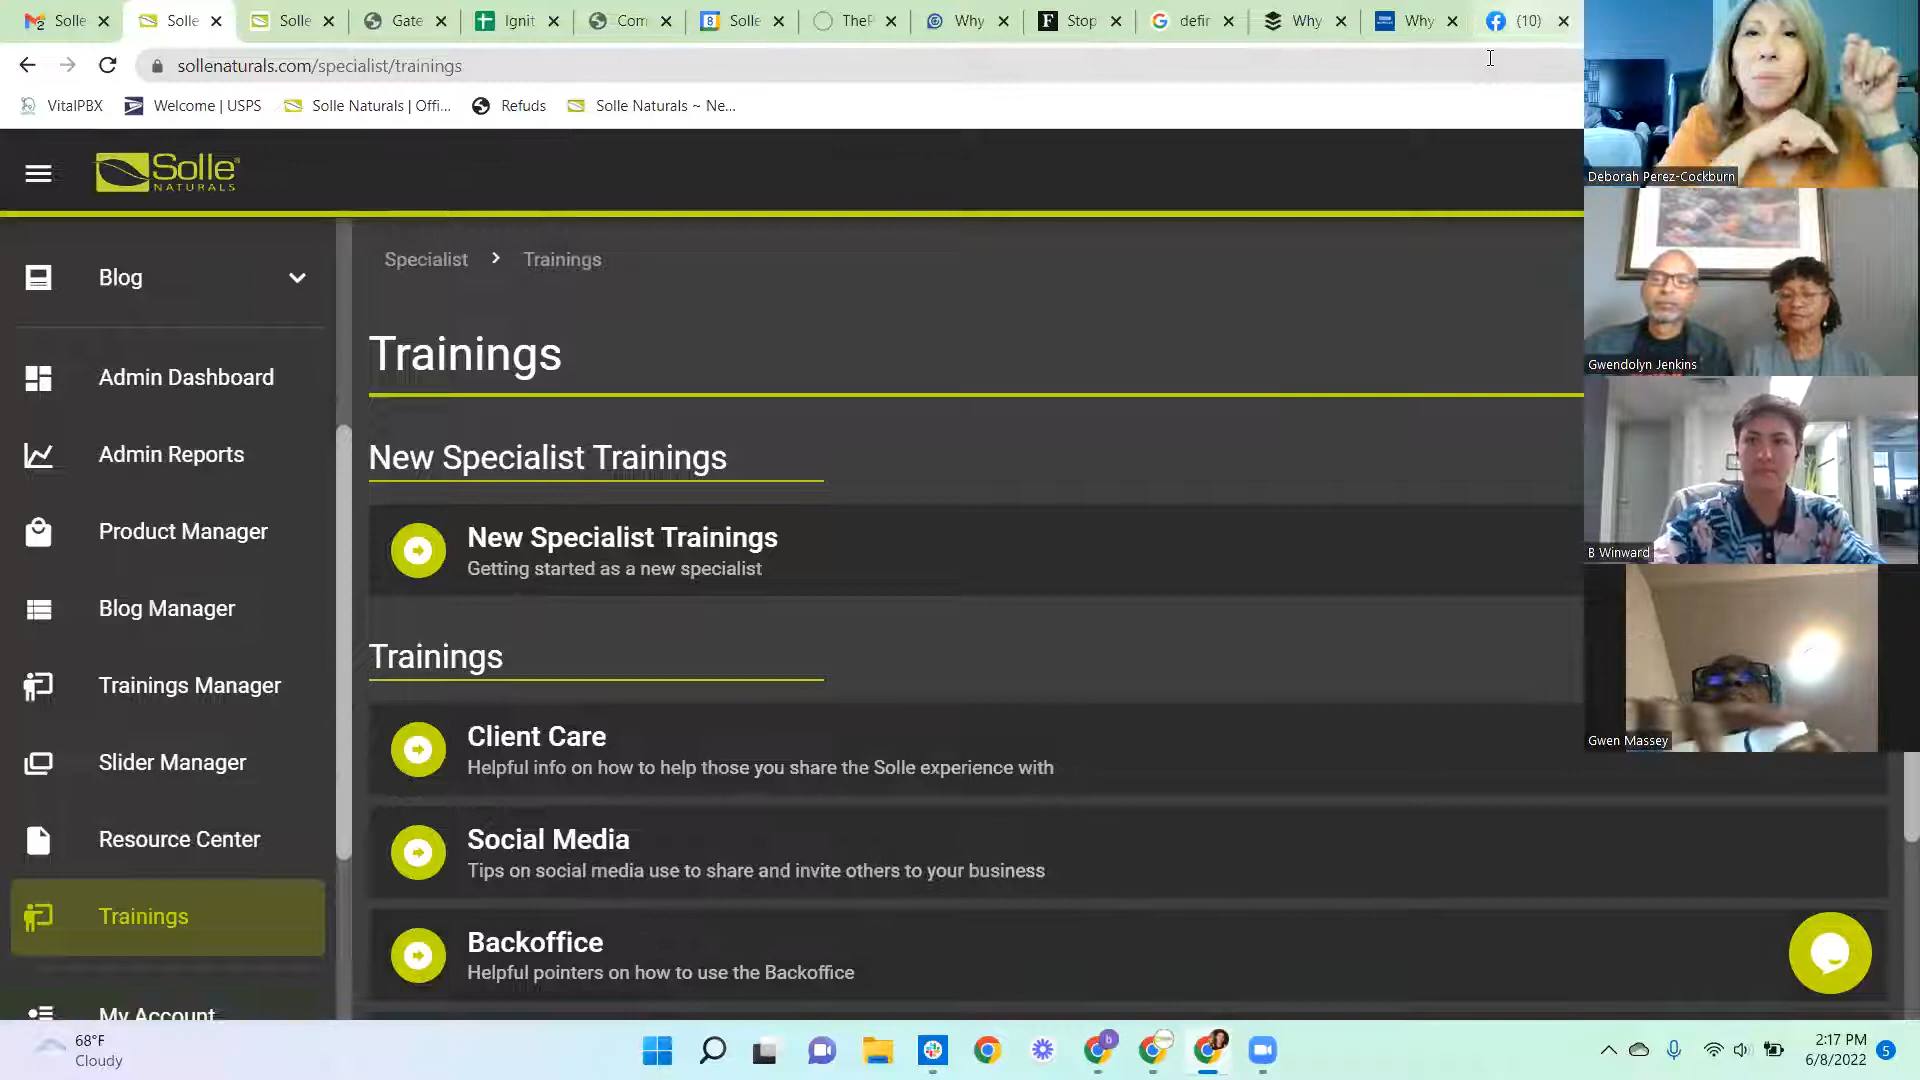 Solle
Solle
Solle
Gate
Ignit
Com
8
Solle
TheP
Why
F
Stop
G
defir
Why
Why
(10)
sollenaturals.com/specialist/trainings
VitalPBX
Welcome | USPS
Solle Naturals | Offi...
Refuds
Solle Naturals ~ Ne...
Solle®
NATURALS
Deborah Perez-Cockburn
Gwendolyn Jenkins
B Winward
Gwen Massey
Blog
Admin Dashboard
Admin Reports
Product Manager
Blog Manager
Trainings Manager
Slider Manager
Resource Center
Trainings
My Account
Specialist > Trainings
Trainings
New Specialist Trainings
New Specialist Trainings
Getting started as a new specialist
Trainings
Client Care
Helpful info on how to help those you share the Solle experience with
Social Media
Tips on social media use to share and invite others to your business
Backoffice
Helpful pointers on how to use the Backoffice
68°F
Cloudy
b
2:17 PM
6/8/2022
5